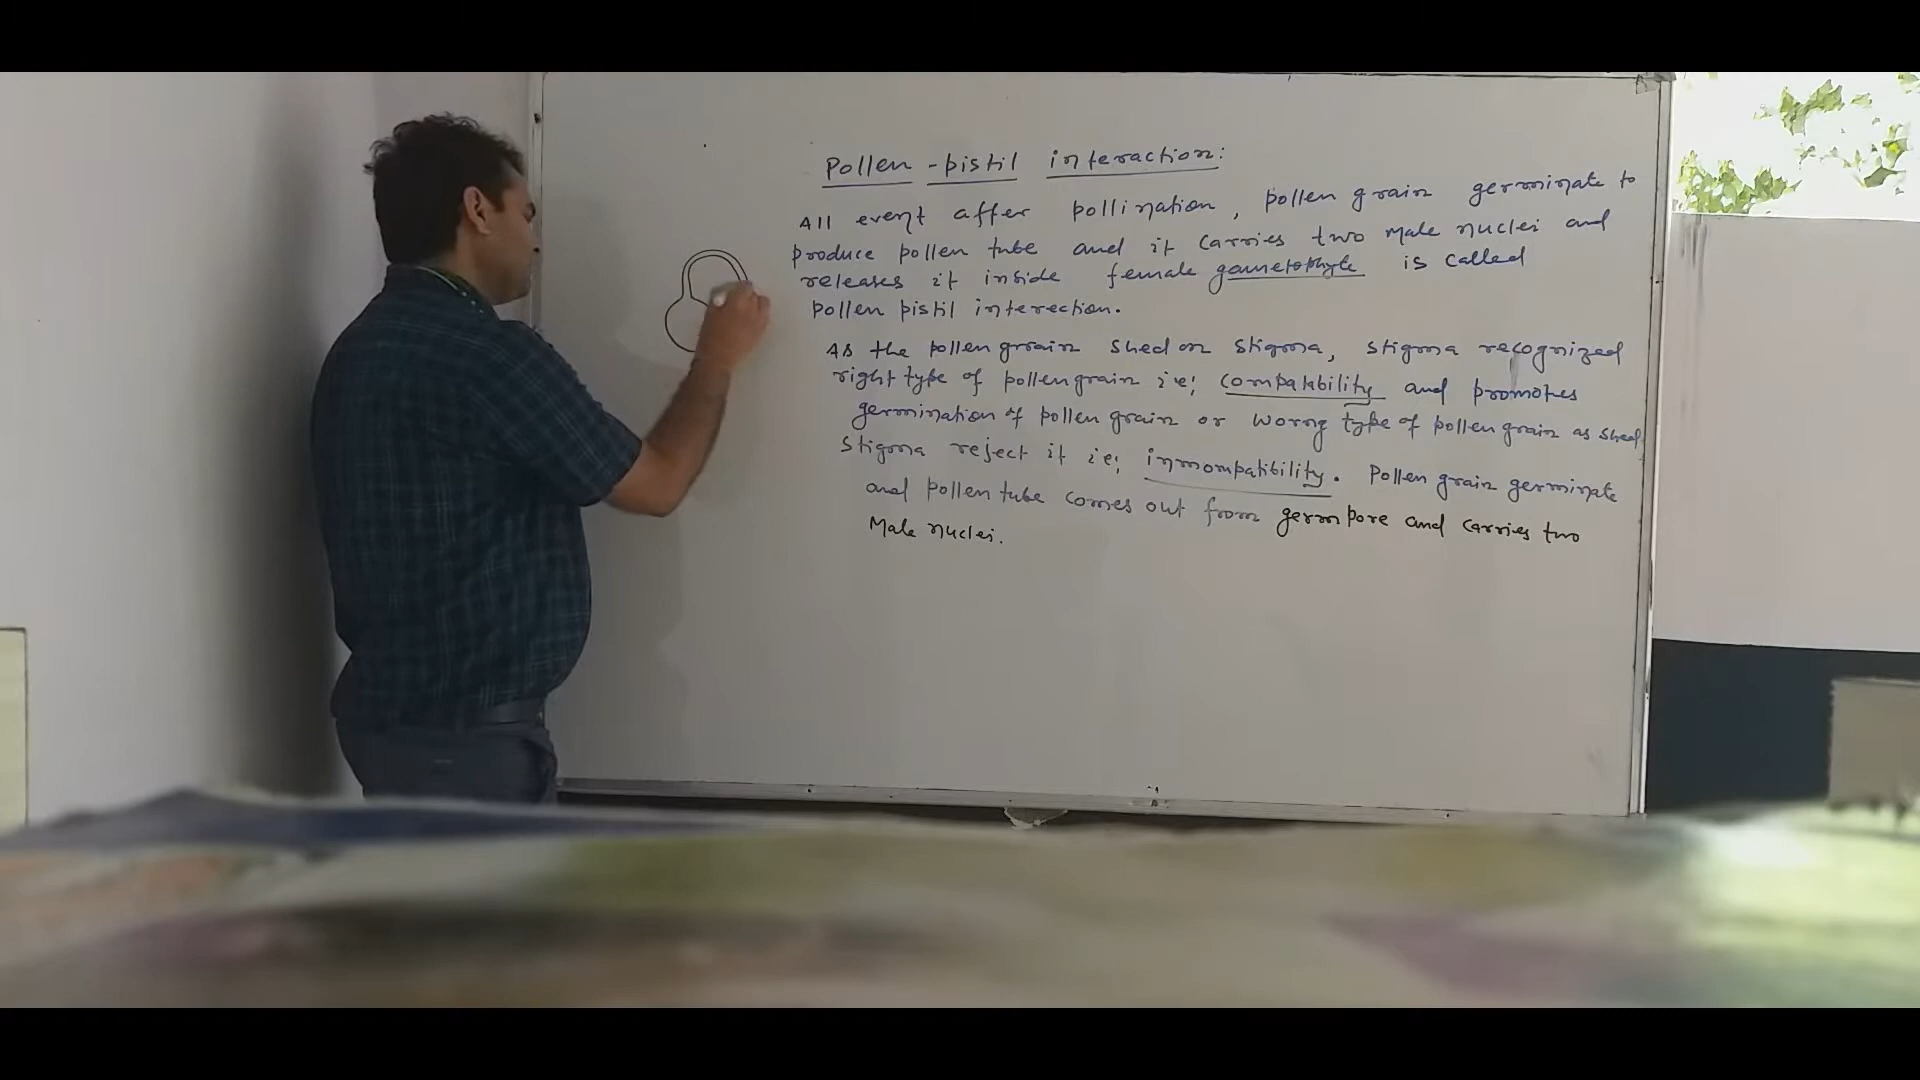 Pollen - pistil interaction:
All event after pollination, pollen grain germinate to
produce pollen tube and it carries two male nuclei and
releases it inside female gametophyte is called
pollen pistil interection.
As the pollen grain shed on stigma, stigma recognized
right type of pollen grain i.e; compatability and promotes
germination of pollen grain or worng type of pollen grain as shed
stigma reject it i.e; inmompatibility. Pollen grain germinate
and pollen tube comes out from germ pore and carries two
Male nuclei.